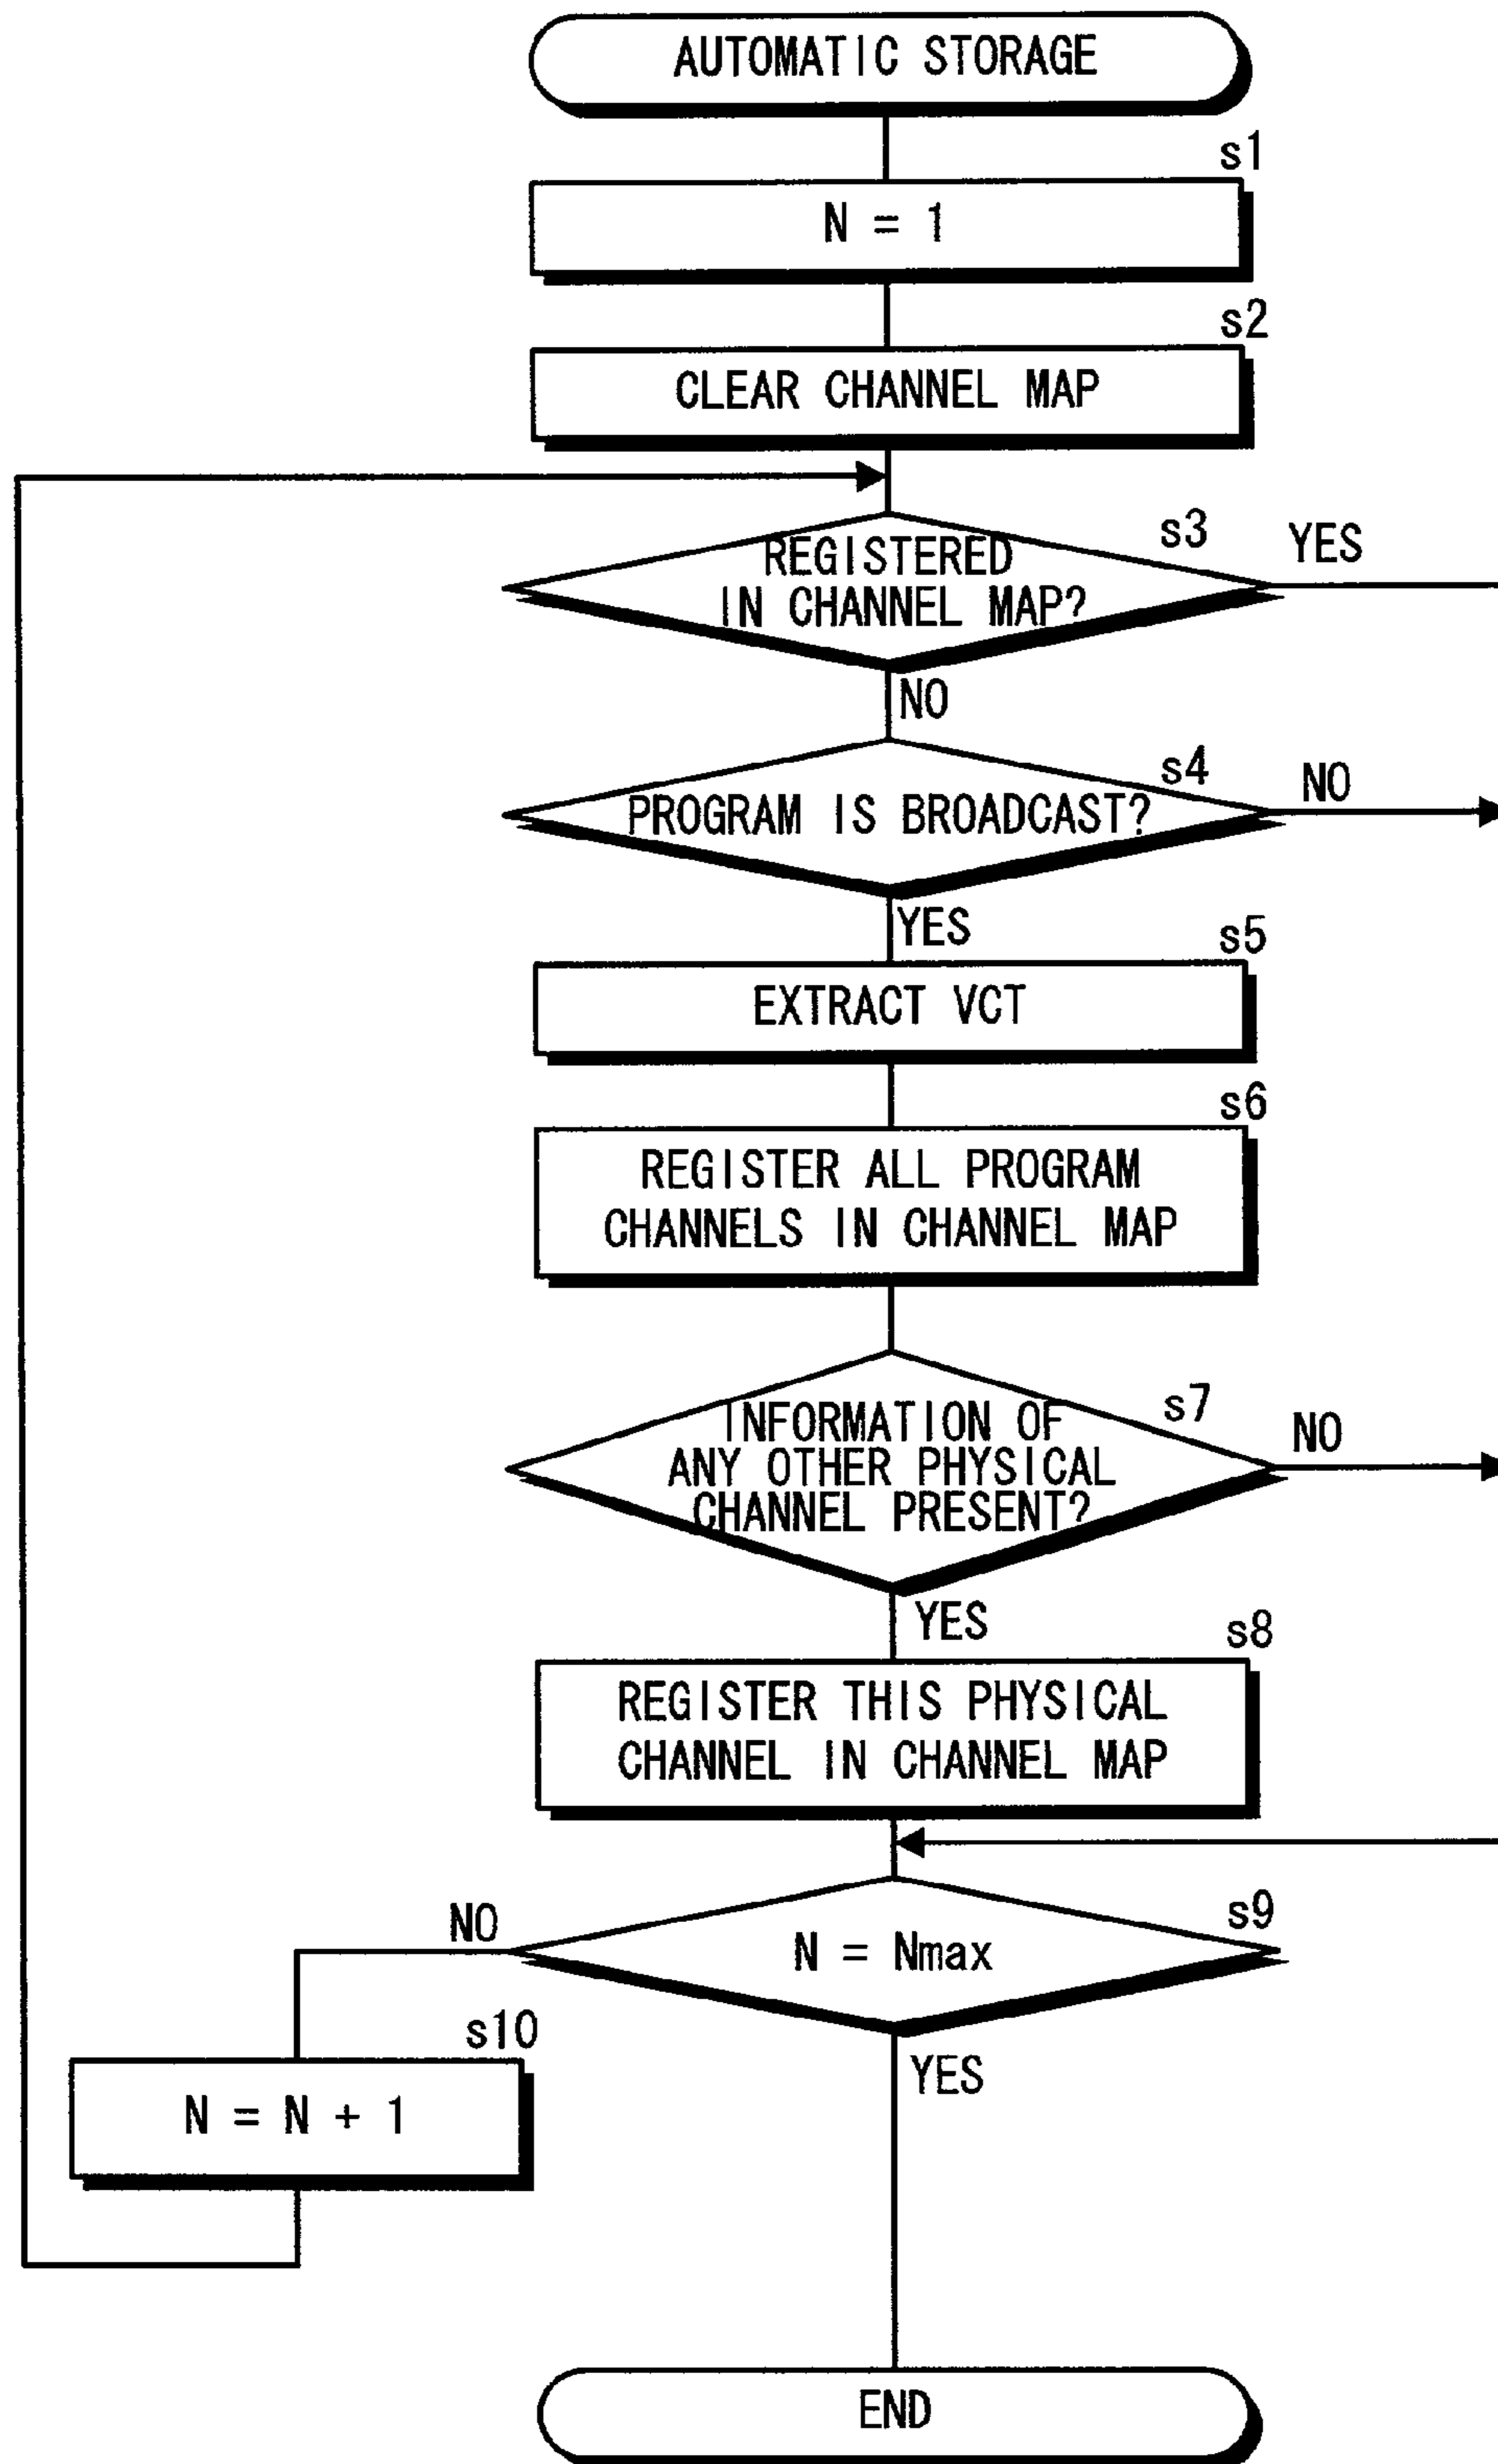 AUTOMATIC STORAGE
s1
N = 1
s2
CLEAR CHANNEL MAP
s3
YES
REGISTERED
IN CHANNEL MAP?
NO
s4
NO
PROGRAM IS BROADCAST?
YES
s5
EXTRACT VCT
s6
REGISTER ALL PROGRAM
CHANNELS IN CHANNEL MAP
s7
NO
INFORMATION OF
ANY OTHER PHYSICAL
CHANNEL PRESENT?
YES
s8
REGISTER THIS PHYSICAL
CHANNEL IN CHANNEL MAP
NO
s9
N = Nmax
s10
YES
N = N + 1
END